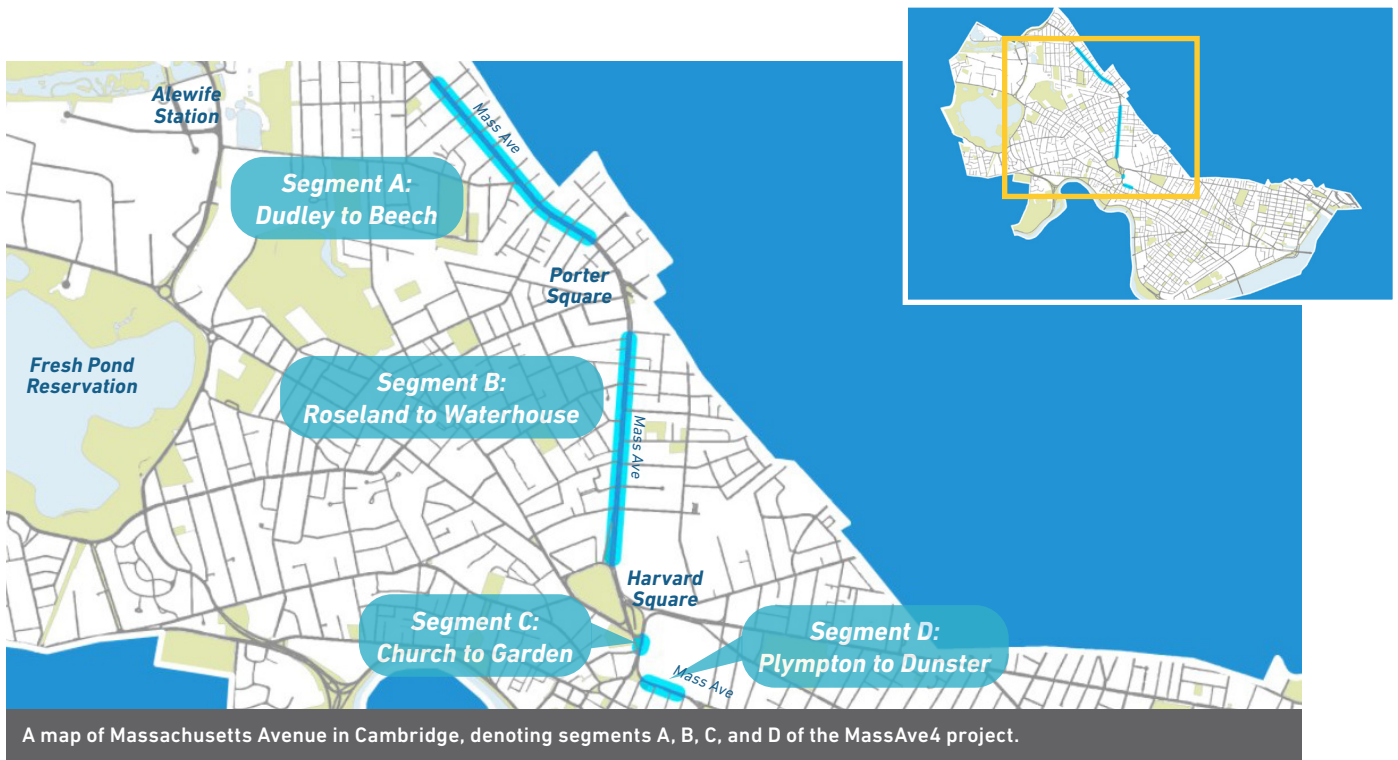 Alewife
Station
Mass Ave
Segment A:
Dudley to Beech
Porter
Square
Fresh Pond
Reservation
Segment B:
Roseland to Waterhouse
Mass Ave
Harvard
Square
Segment C:
Church to Garden
Segment D:
Plympton to Dunster
Mass Ave
A map of Massachusetts Avenue in Cambridge, denoting segments A, B, C, and D of the MassAve4 project.